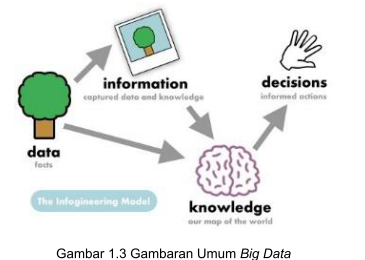 information
captured data and knowledge
decisions
informed actions
data
facts
The Infogineering Model
knowledge
our map of the world
Gambar 1.3 Gambaran Umum Big Data